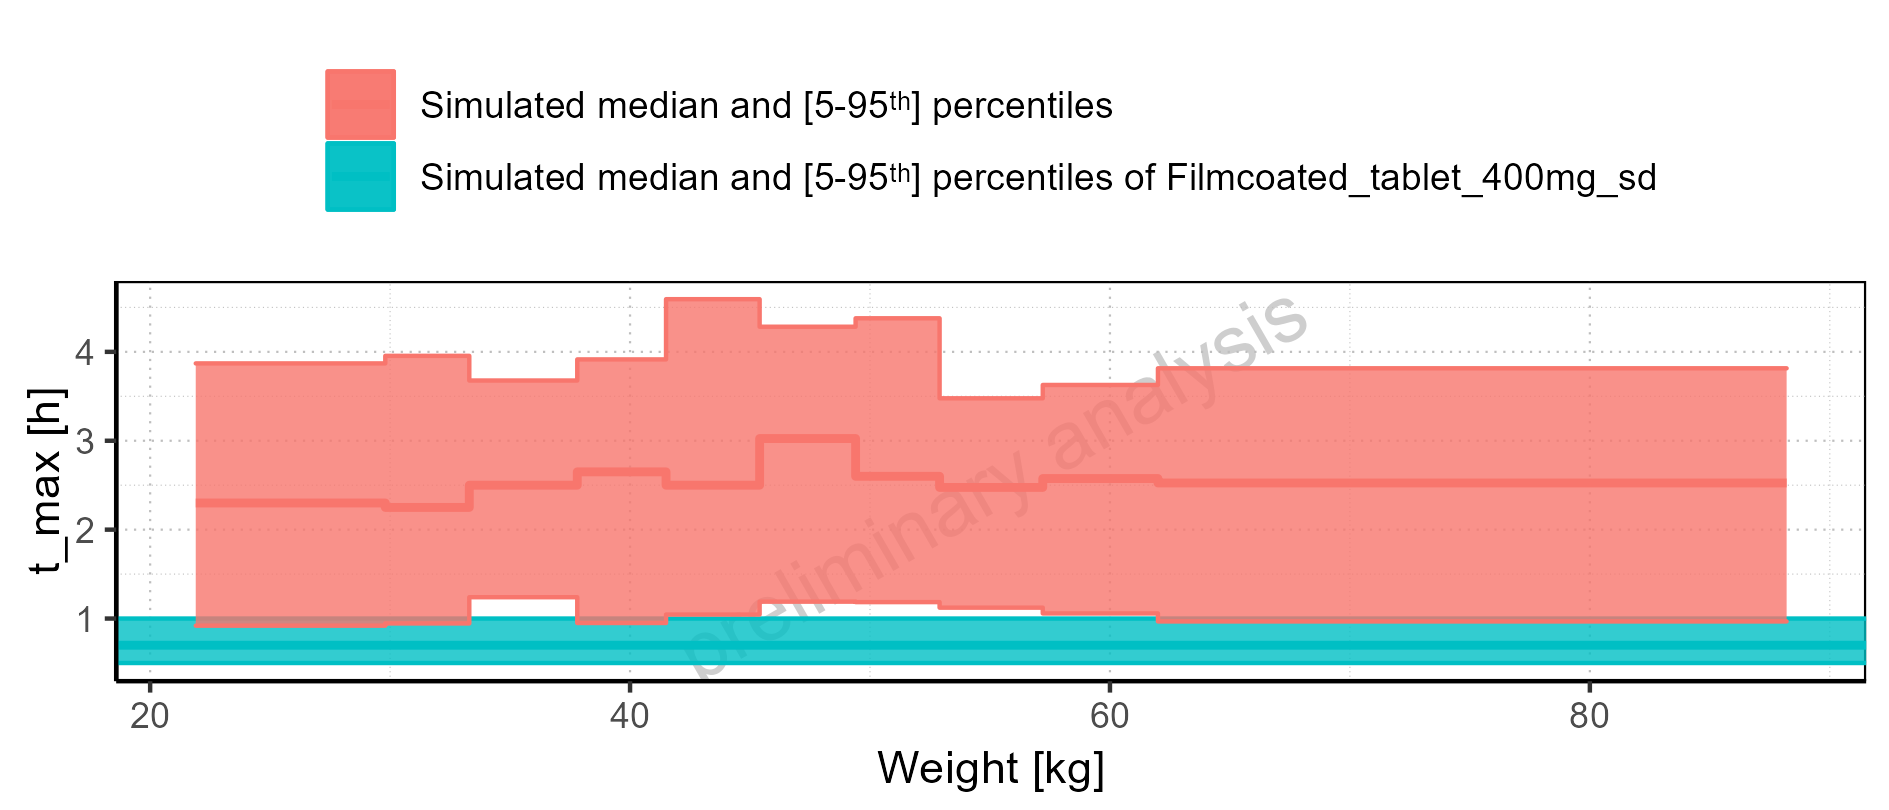 Simulated median and [5-95ᵗʰ] percentiles
Simulated median and [5-95ᵗʰ] percentiles of Filmcoated_tablet_400mg_sd
preliminary analysis
t_max [h]
4
3
2
1
20 40 60 80
Weight [kg]